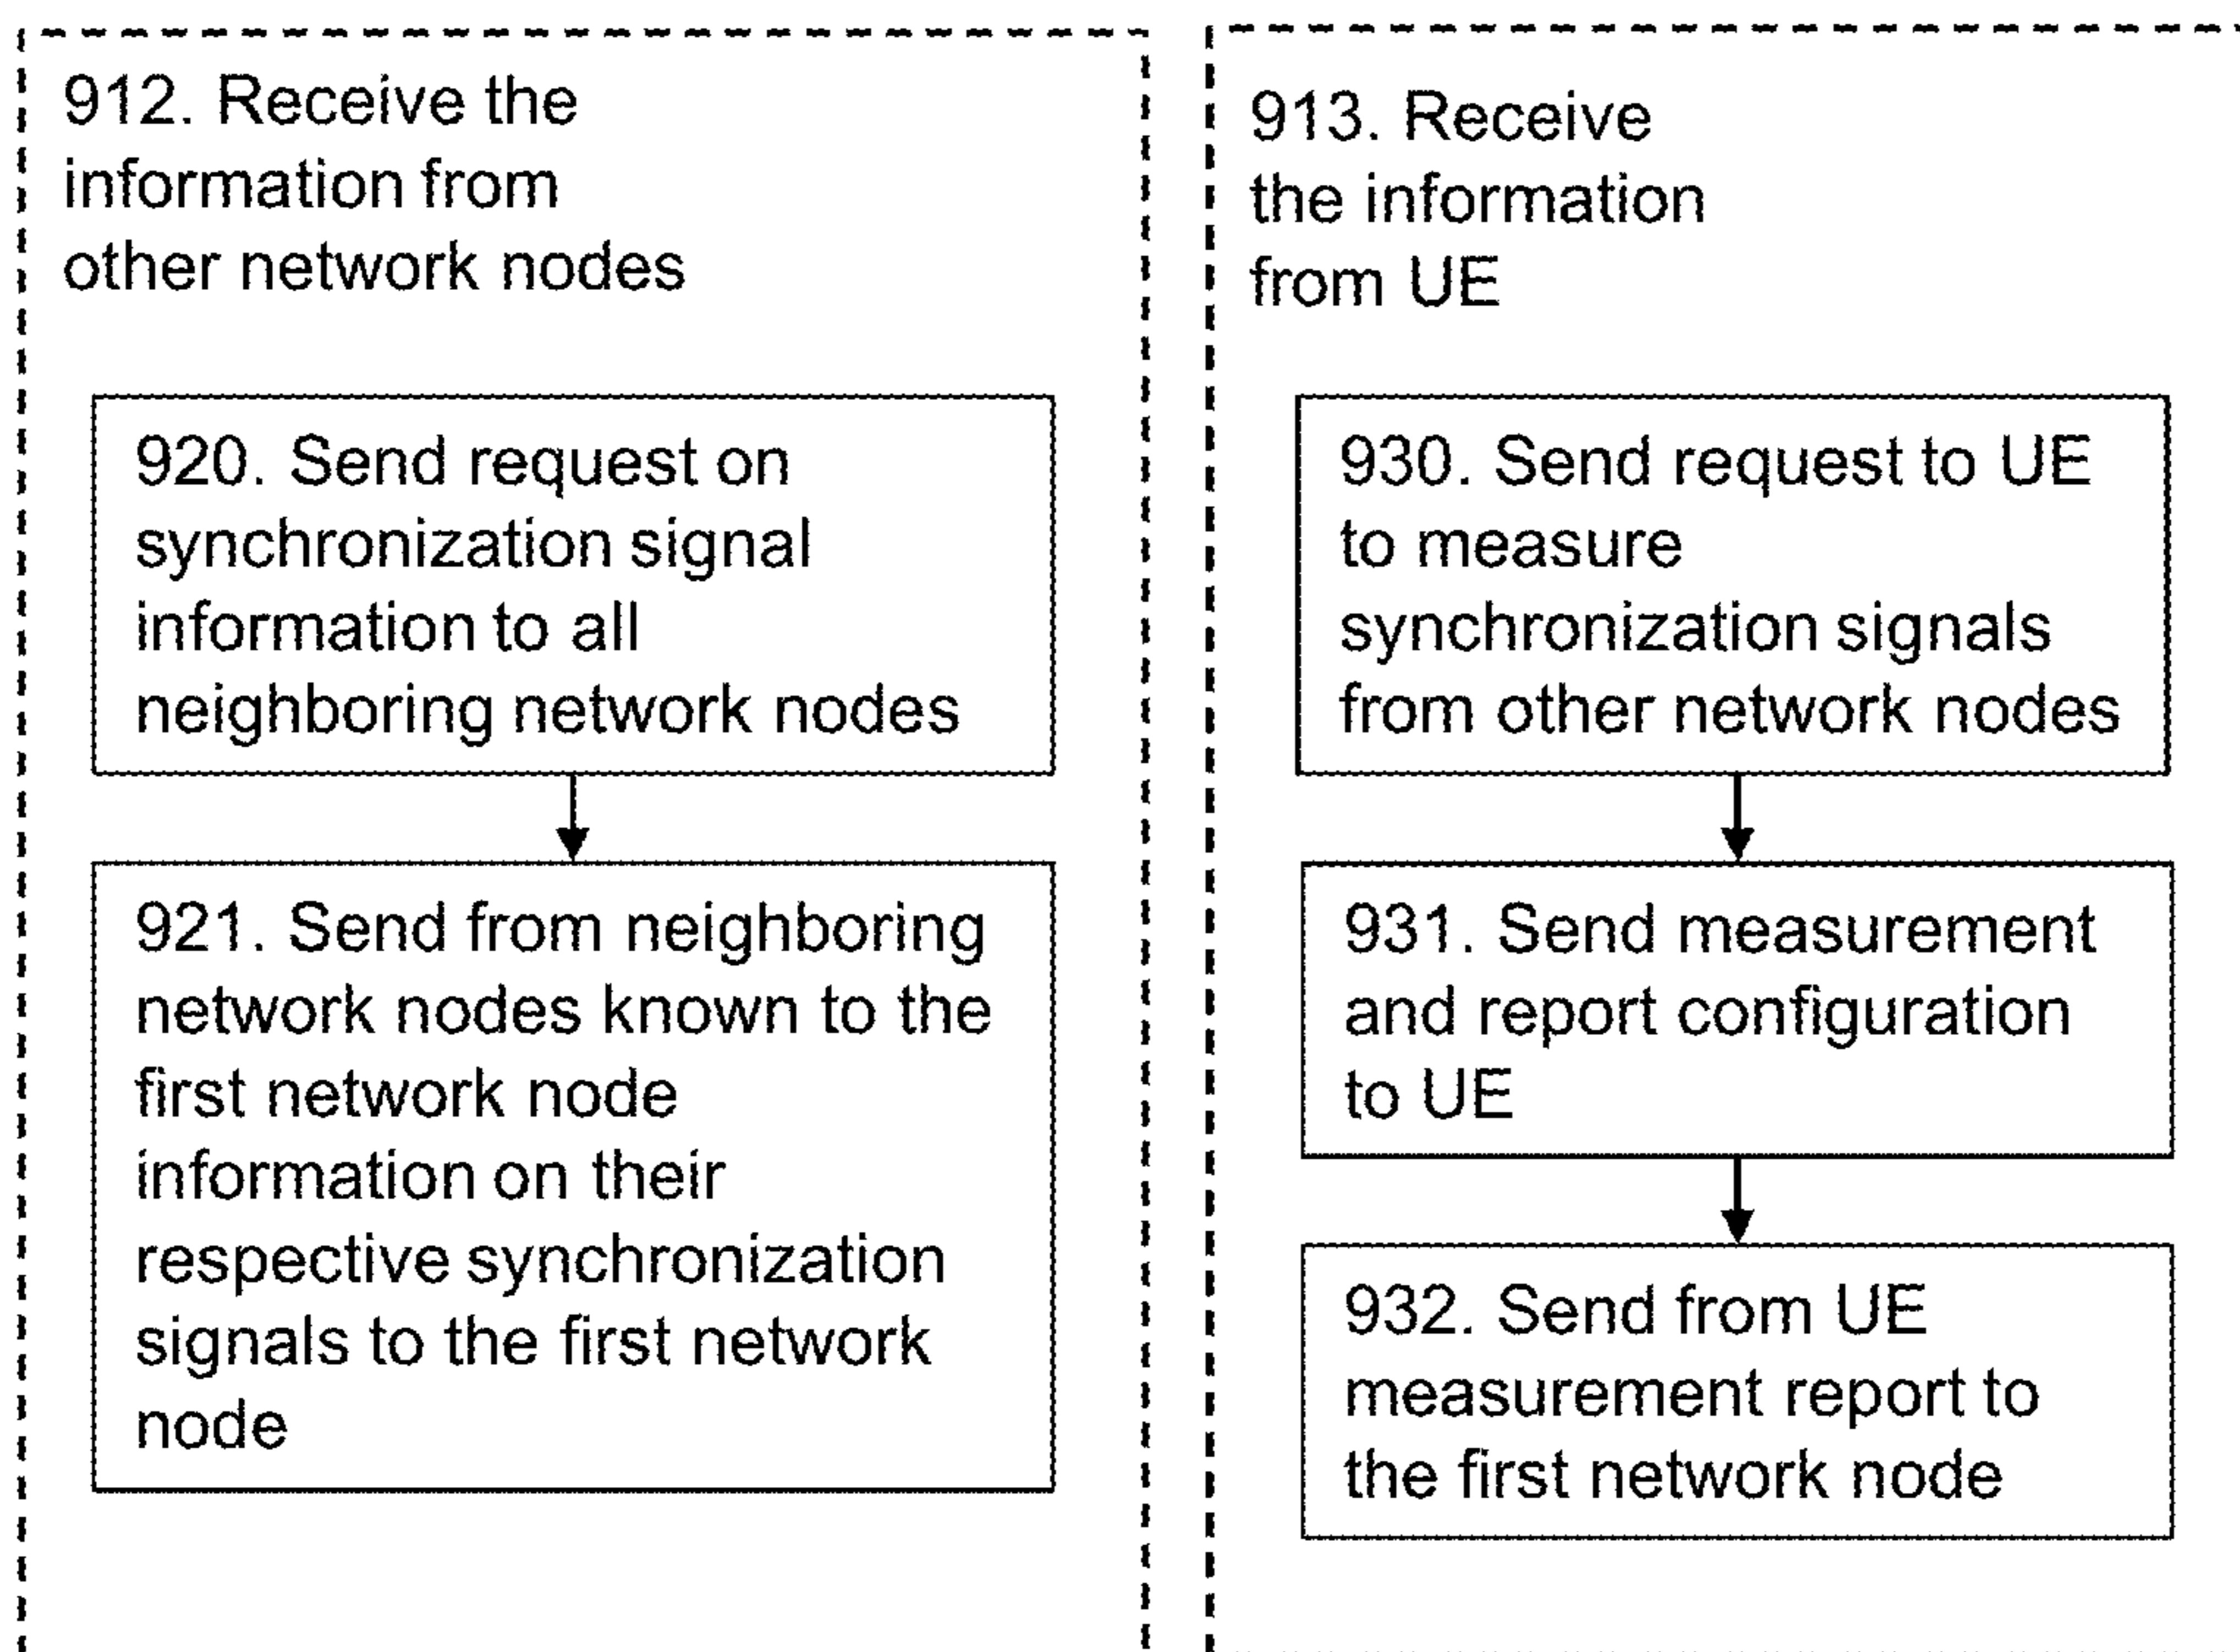 912. Receive the
information from
other network nodes
920. Send request on
synchronization signal
information to all
neighboring network nodes
921. Send from neighboring
network nodes known to the
first network node
information on their
respective synchronization
signals to the first network
node
913. Receive
the information
from UE
930. Send request to UE
to measure
synchronization signals
from other network nodes
931. Send measurement
and report configuration
to UE
932. Send from UE
measurement report to
the first network node